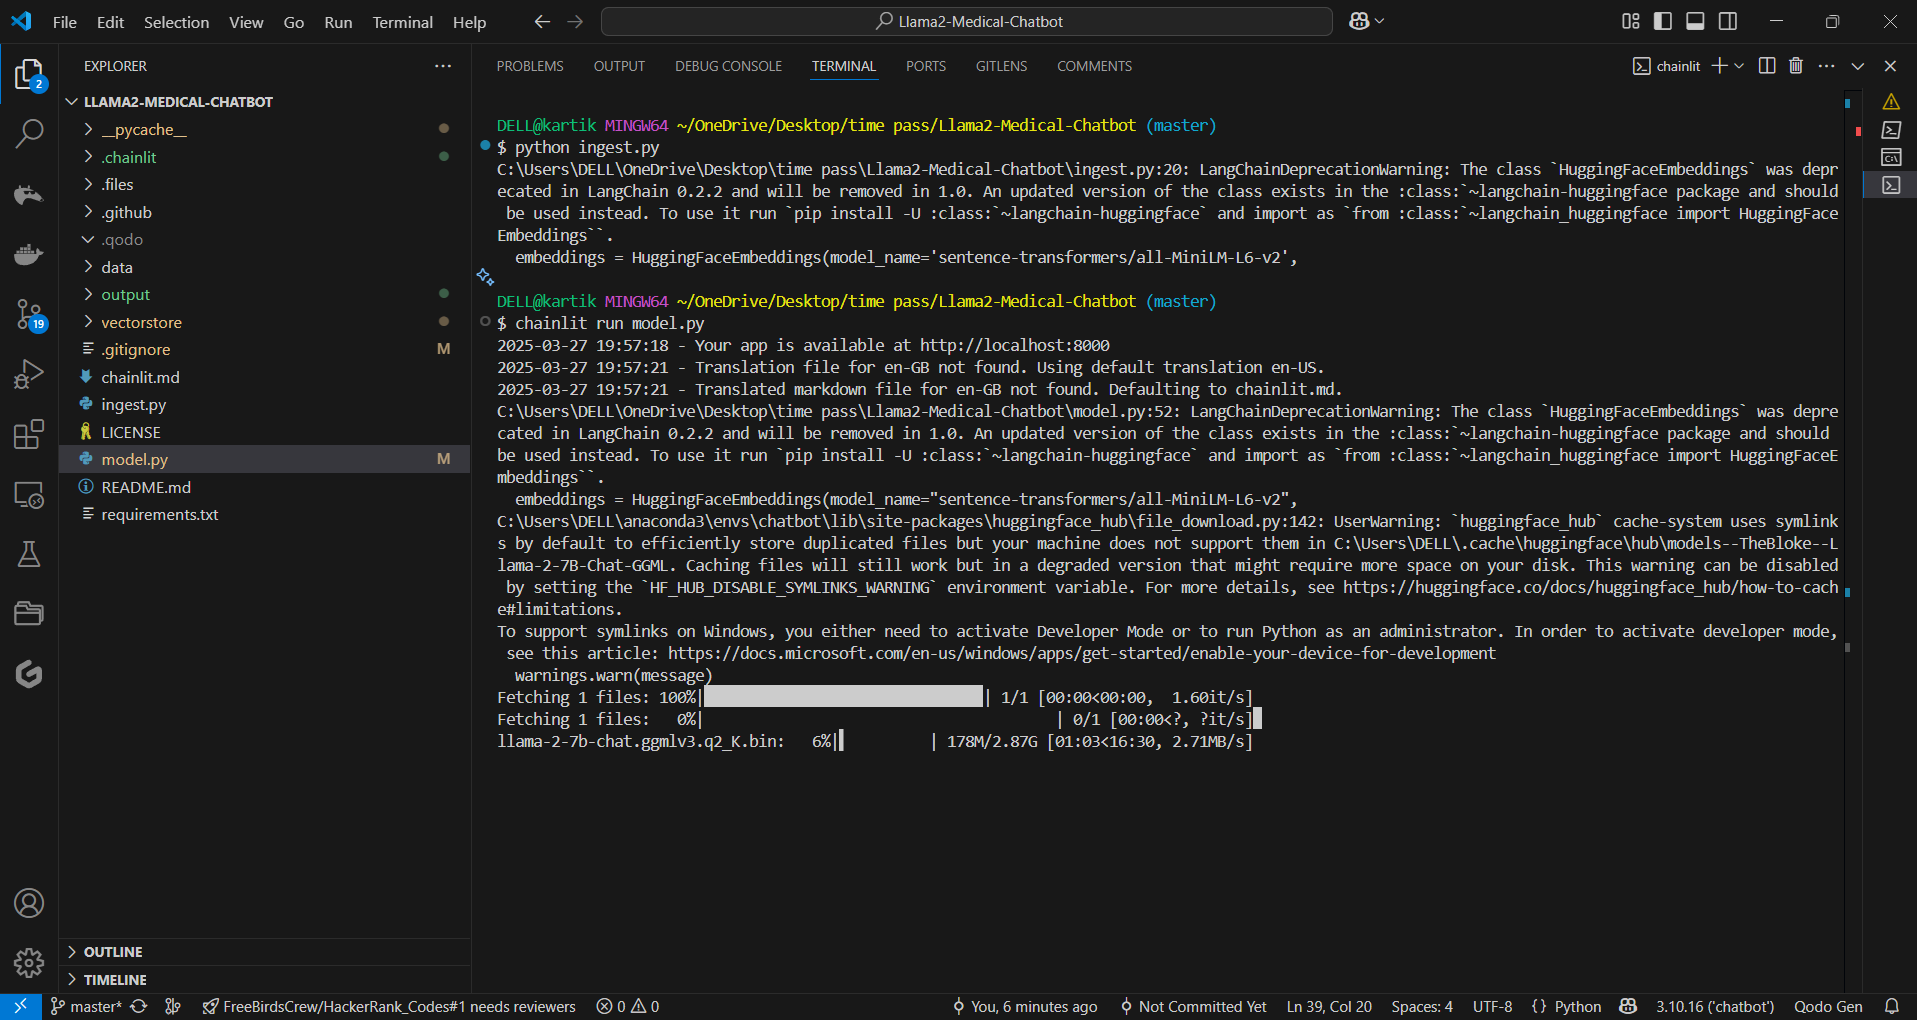 File Edit Selection View Go Run Terminal Help
Llama2-Medical-Chatbot
EXPLORER
2
LLAMA2-MEDICAL-CHATBOT
__pycache__
.chainlit
.files
.github
.qodo
data
output
19
vectorstore
.gitignore M
chainlit.md
ingest.py
LICENSE
model.py M
README.md
requirements.txt
OUTLINE
TIMELINE
PROBLEMS OUTPUT DEBUG CONSOLE TERMINAL PORTS GITLENS COMMENTS
chainlit
DELL@kartik MINGW64 ~/OneDrive/Desktop/time pass/Llama2-Medical-Chatbot (master)
$ python ingest.py
C:\Users\DELL\OneDrive\Desktop\time pass\Llama2-Medical-Chatbot\ingest.py:20: LangChainDeprecationWarning: The class `HuggingFaceEmbeddings` was depr
ecated in LangChain 0.2.2 and will be removed in 1.0. An updated version of the class exists in the :class:`~langchain-huggingface package and should
be used instead. To use it run `pip install -U :class:`~langchain-huggingface` and import as `from :class:`~langchain_huggingface import HuggingFace
Embeddings``.
embeddings = HuggingFaceEmbeddings(model_name='sentence-transformers/all-MiniLM-L6-v2',
DELL@kartik MINGW64 ~/OneDrive/Desktop/time pass/Llama2-Medical-Chatbot (master)
$ chainlit run model.py
2025-03-27 19:57:18 - Your app is available at http://localhost:8000
2025-03-27 19:57:21 - Translation file for en-GB not found. Using default translation en-US.
2025-03-27 19:57:21 - Translated markdown file for en-GB not found. Defaulting to chainlit.md.
C:\Users\DELL\OneDrive\Desktop\time pass\Llama2-Medical-Chatbot\model.py:52: LangChainDeprecationWarning: The class `HuggingFaceEmbeddings` was depre
cated in LangChain 0.2.2 and will be removed in 1.0. An updated version of the class exists in the :class:`~langchain-huggingface package and should
be used instead. To use it run `pip install -U :class:`~langchain-huggingface` and import as `from :class:`~langchain_huggingface import HuggingFaceE
mbeddings``.
embeddings = HuggingFaceEmbeddings(model_name="sentence-transformers/all-MiniLM-L6-v2",
C:\Users\DELL\anaconda3\envs\chatbot\lib\site-packages\huggingface_hub\file_download.py:142: UserWarning: `huggingface_hub` cache-system uses symlink
s by default to efficiently store duplicated files but your machine does not support them in C:\Users\DELL\.cache\huggingface\hub\models--TheBloke--L
lama-2-7B-Chat-GGML. Caching files will still work but in a degraded version that might require more space on your disk. This warning can be disabled
by setting the `HF_HUB_DISABLE_SYMLINKS_WARNING` environment variable. For more details, see https://huggingface.co/docs/huggingface_hub/how-to-cach
e#limitations.
To support symlinks on Windows, you either need to activate Developer Mode or to run Python as an administrator. In order to activate developer mode,
see this article: https://docs.microsoft.com/en-us/windows/apps/get-started/enable-your-device-for-development
warnings.warn(message)
Fetching 1 files: 100%| | 1/1 [00:00<00:00, 1.60it/s]
Fetching 1 files: 0%| | 0/1 [00:00<?, ?it/s]
llama-2-7b-chat.ggmlv3.q2_K.bin: 6%| | 178M/2.87G [01:03<16:30, 2.71MB/s]
master* FreeBirdsCrew/HackerRank_Codes#1 needs reviewers 0 0 You, 6 minutes ago Not Committed Yet Ln 39, Col 20 Spaces: 4 UTF-8 {} Python 3.10.16 ('chatbot') Qodo Gen